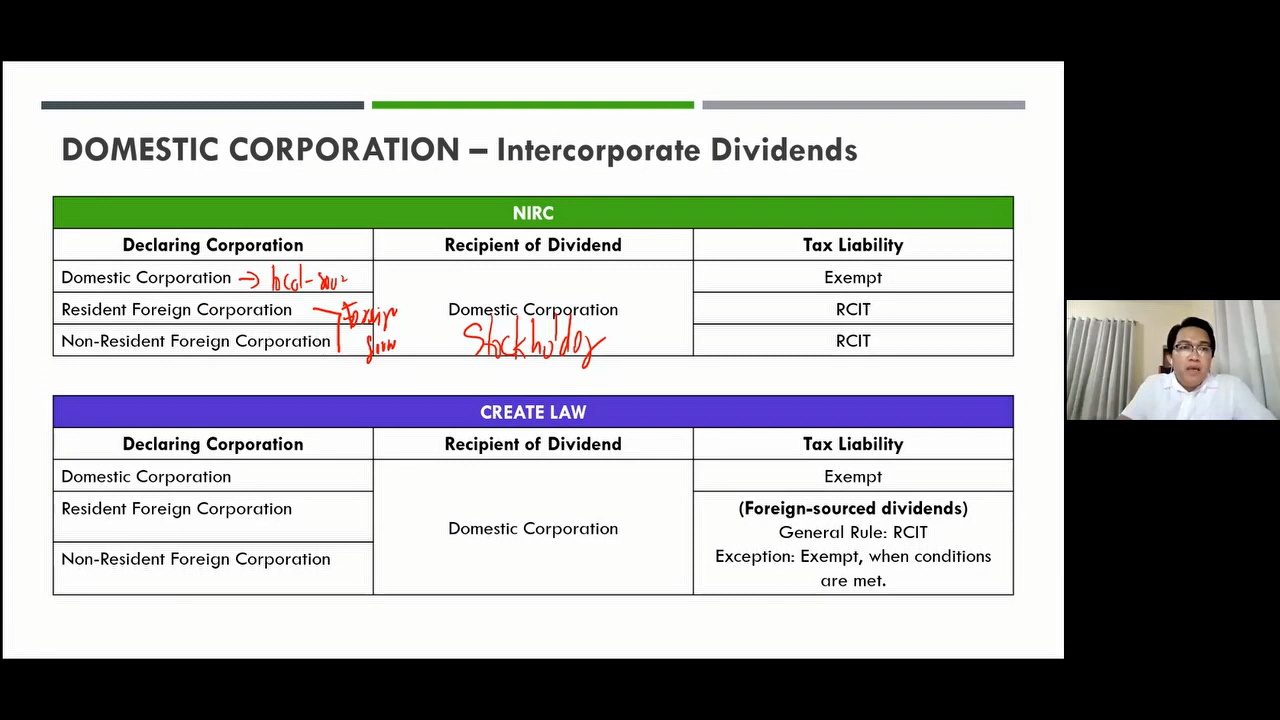 DOMESTIC CORPORATION – Intercorporate Dividends
NIRC
Declaring Corporation Recipient of Dividend Tax Liability
Domestic Corporation → Exempt
Resident Foreign Corporation Domestic Corporation RCIT
Non-Resident Foreign Corporation Stockholder RCIT
CREATE LAW
Declaring Corporation Recipient of Dividend Tax Liability
Domestic Corporation Exempt
Resident Foreign Corporation (Foreign-sourced dividends)
Domestic Corporation General Rule: RCIT
Non-Resident Foreign Corporation Exception: Exempt, when conditions
are met.